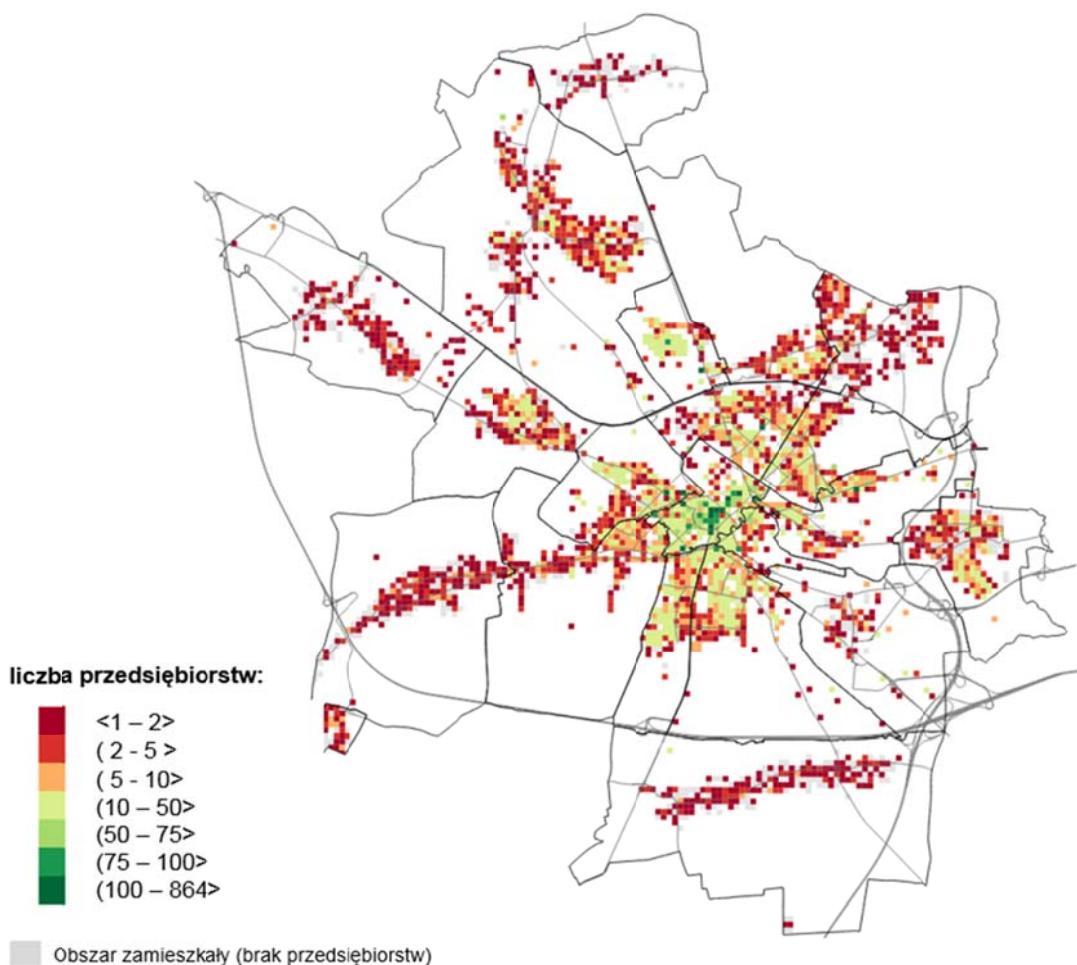 liczba przedsiębiorstw:
<1 – 2>
( 2 - 5 >
( 5 - 10>
(10 – 50>
(50 – 75>
(75 – 100>
(100 – 864>
Obszar zamieszkały (brak przedsiębiorstw)